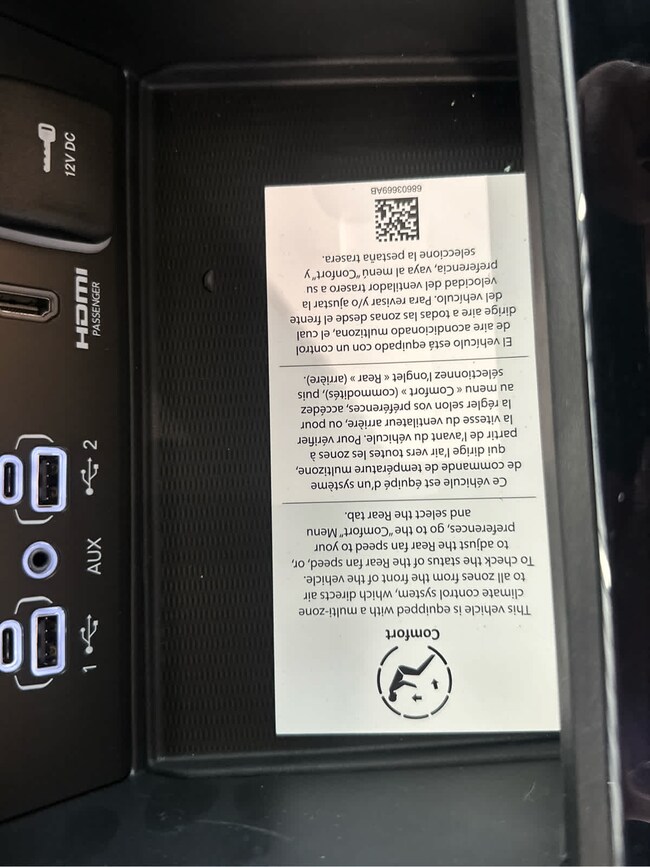 Comfort
This vehicle is equipped with a multi-zone
climate control system, which directs air
to all zones from the front of the vehicle.
To check the status of the Rear fan speed, or,
to adjust the Rear fan speed to your
preferences, go to the "Comfort" Menu
and select the Rear tab.
Ce véhicule est équipé d'un système
de commande de température multizone,
qui dirige l'air vers toutes les zones à
partir de l'avant du véhicule. Pour vérifier
la vitesse du ventilateur arrière, ou pour
la régler selon vos préférences, accédez
au menu « Comfort » (commodités), puis
sélectionnez l'onglet « Rear » (arrière).
El vehículo está equipado con un control
de aire acondicionado multizona, el cual
dirige aire a todas las zonas desde el frente
del vehículo. Para revisar y/o ajustar la
velocidad del ventilador trasero a su
preferencia, vaya al menú "Comfort" y
seleccione la pestaña trasera.
68603669AB
1
AUX
2
HDMI
PASSENGER
12V DC